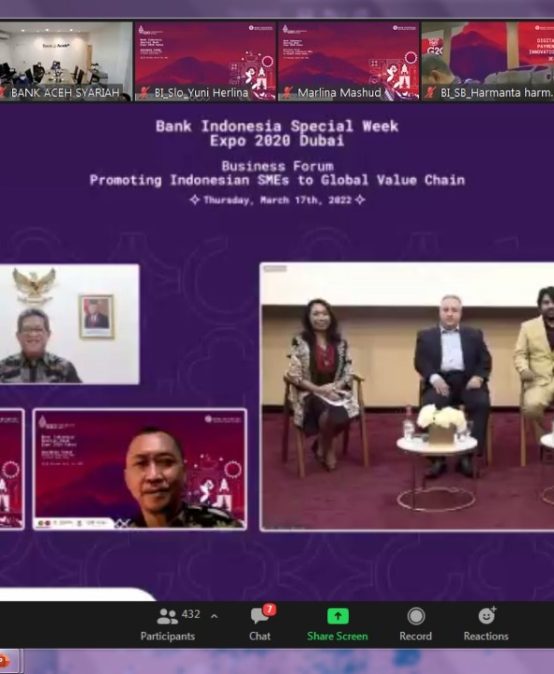 BANK ACEH SYARIAH
BI_Slo_Yuni Herlina
Marlina Mashud
BI_SB_Harmanta harm...
Bank Indonesia Special Week
Expo 2020 Dubai
Business Forum
Promoting Indonesian SMEs to Global Value Chain
Thursday, March 17th, 2022
432
7
Participants
Chat
Share Screen
Record
Reactions